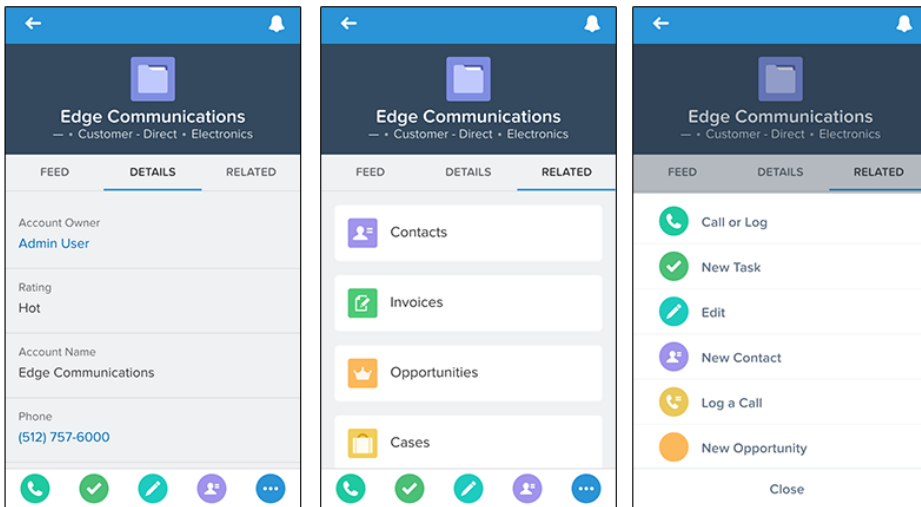 Edge Communications
— • Customer - Direct • Electronics
FEED DETAILS RELATED
Account Owner
Admin User
Rating
Hot
Account Name
Edge Communications
Phone
(512) 757-6000
Edge Communications
— • Customer - Direct • Electronics
FEED DETAILS RELATED
Contacts
Invoices
Opportunities
Cases
Edge Communications
— • Customer - Direct • Electronics
FEED DETAILS RELATED
Call or Log
New Task
Edit
New Contact
Log a Call
New Opportunity
Close